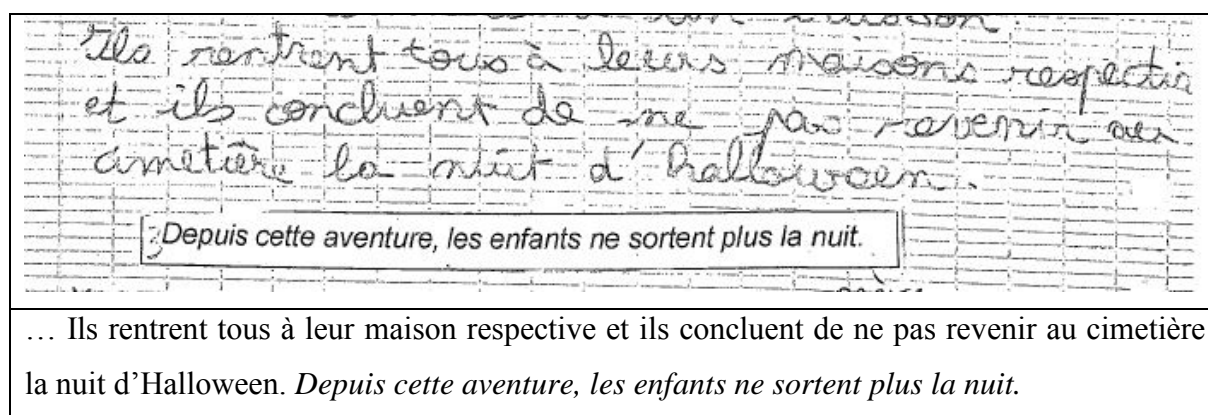 Ils rentrent tous à leurs maisons respectiv
et ils concluent de ne pas revenir au
cimetière la nuit d'halloween.
Depuis cette aventure, les enfants ne sortent plus la nuit.
… Ils rentrent tous à leur maison respective et ils concluent de ne pas revenir au cimetière
la nuit d'Halloween. Depuis cette aventure, les enfants ne sortent plus la nuit.